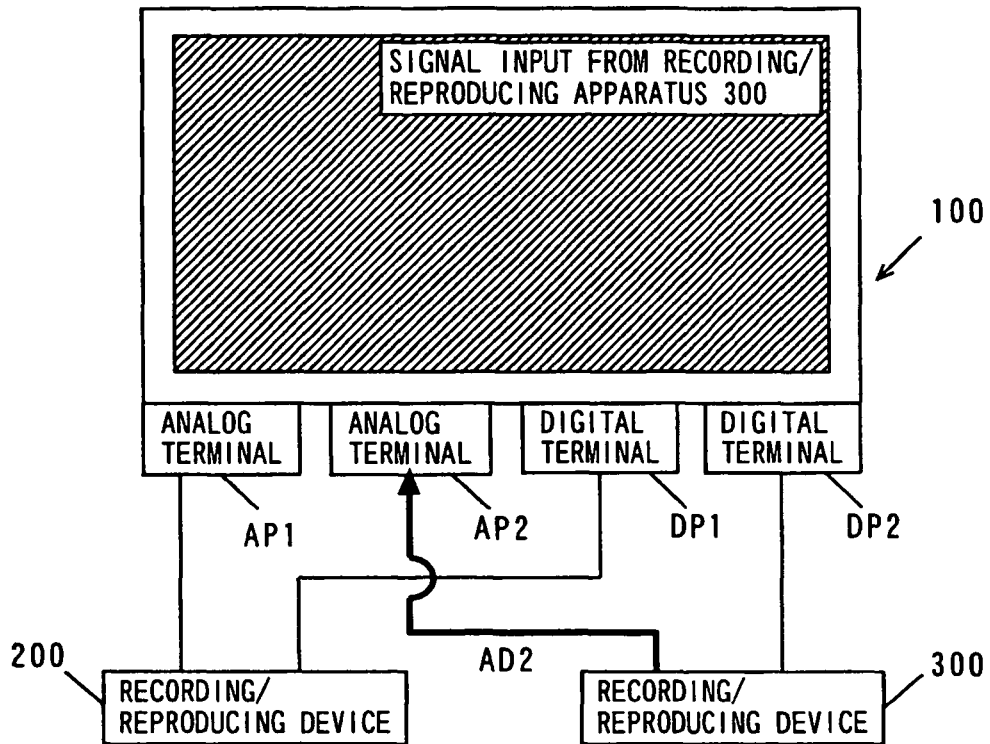 SIGNAL INPUT FROM RECORDING/
REPRODUCING APPARATUS 300
100
ANALOG
TERMINAL
ANALOG
TERMINAL
DIGITAL
TERMINAL
DIGITAL
TERMINAL
AP1
AP2
DP1
DP2
AD2
200
300
RECORDING/
REPRODUCING DEVICE
RECORDING/
REPRODUCING DEVICE